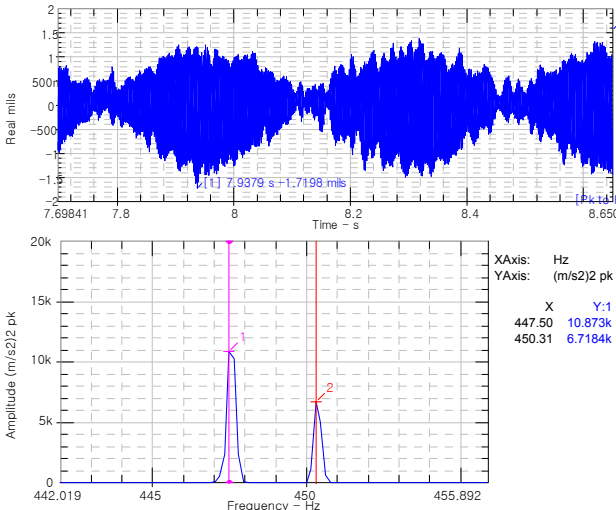 2
1.5
1
500m
0
-500m
-1
-1.5
-2
Real mils
[1] 7.9379 s -1.7198 mils
[Pk to
7.69841 7.8 8 8.2 8.4 8.650
Time - s
20k
15k
10k
5k
0
Amplitude (m/s2)2 pk
1
2
442.019 445 450 455.892
Frequency - Hz
XAxis: Hz
YAxis: (m/s2)2 pk
X Y:1
447.50 10.873k
450.31 6.7184k